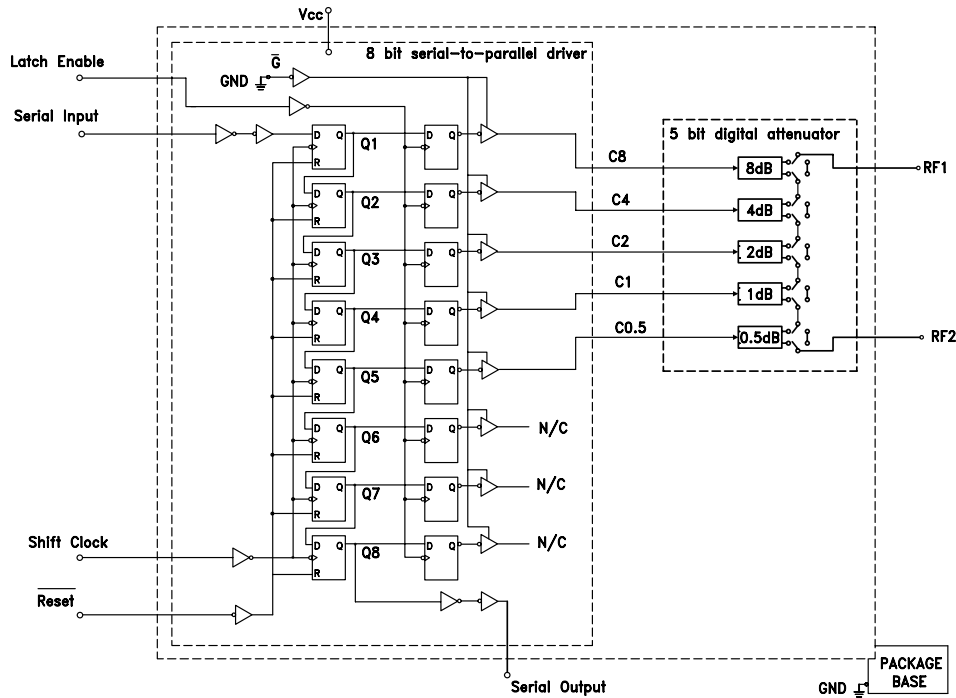 Vcc
8 bit serial-to-parallel driver
Latch Enable
G
GND
Serial Input
D Q
Q1
R
D Q
5 bit digital attenuator
C8
8dB
RF1
D Q
Q2
R
D Q
C4
4dB
D Q
Q3
R
D Q
C2
2dB
D Q
Q4
R
D Q
C1
1dB
D Q
Q5
R
D Q
C0.5
0.5dB
RF2
D Q
Q6
R
D Q
N/C
D Q
Q7
R
D Q
N/C
Shift Clock
D Q
Q8
R
D Q
N/C
Reset
Serial Output
GND
PACKAGE
BASE